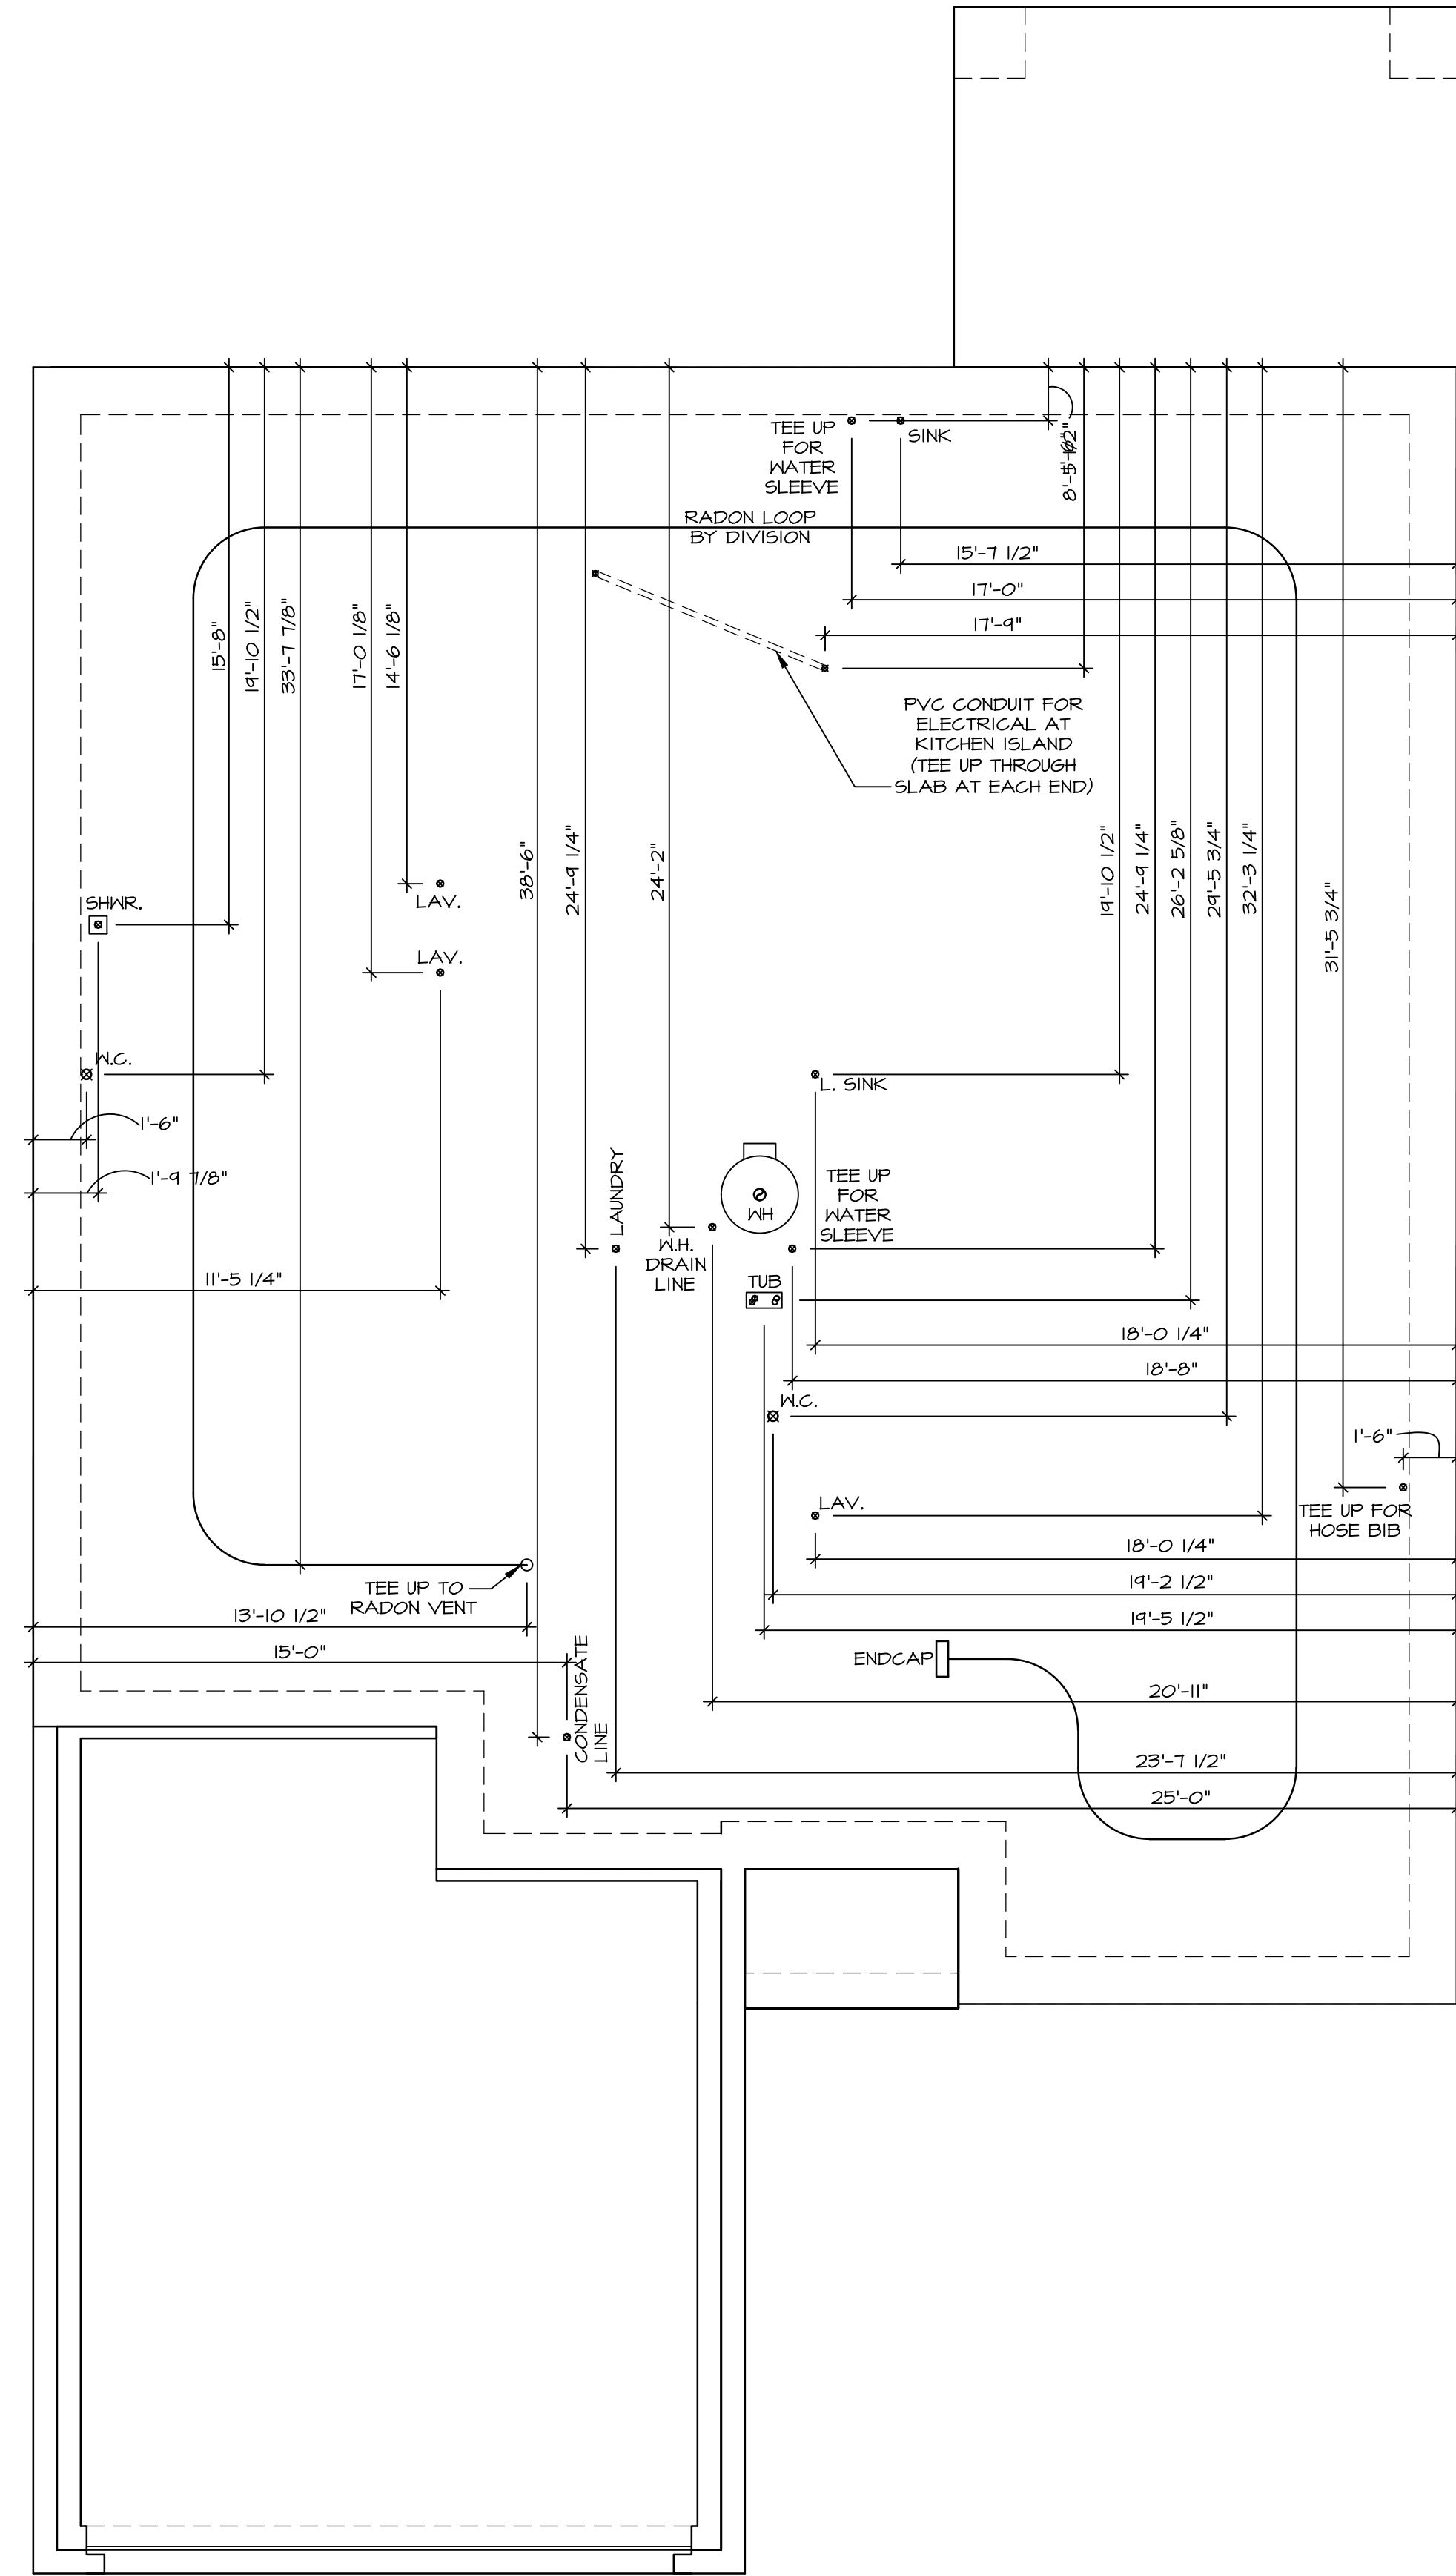 TEE UP
FOR
WATER
SLEEVE
SINK
RADON LOOP
BY DIVISION
15'-7 1/2"
17'-0"
17'-9"
15'-8"
19'-10 1/2"
33'-7 7/8"
17'-0 1/8"
14'-6 1/8"
PVC CONDUIT FOR
ELECTRICAL AT
KITCHEN ISLAND
(TEE UP THROUGH
SLAB AT EACH END)
38'-6"
24'-9 1/4"
24'-2"
19'-10 1/2"
24'-9 1/4"
26'-2 5/8"
29'-5 3/4"
32'-3 1/4"
31'-5 3/4"
SHWR.
LAV.
LAV.
W.C.
L. SINK
1'-6"
1'-9 7/8"
LAUNDRY
WH
TEE UP
FOR
WATER
SLEEVE
W.H.
DRAIN
LINE
TUB
11'-5 1/4"
18'-0 1/4"
18'-8"
W.C.
1'-6"
LAV.
TEE UP FOR
HOSE BIB
18'-0 1/4"
TEE UP TO
RADON VENT
19'-2 1/2"
13'-10 1/2"
19'-5 1/2"
15'-0"
ENDCAP
CONDENSATE
LINE
20'-11"
23'-7 1/2"
25'-0"